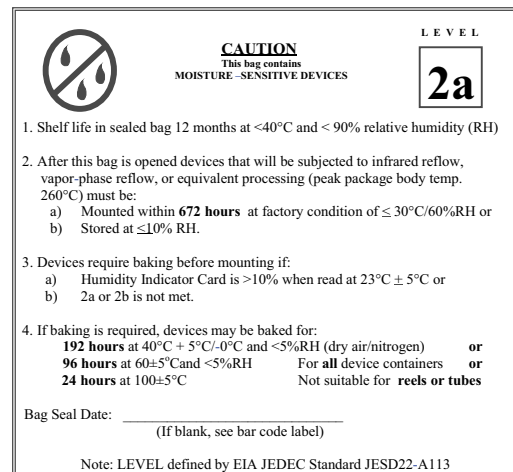 L E V E L
CAUTION
This bag contains
MOISTURE –SENSITIVE DEVICES
2a
1. Shelf life in sealed bag 12 months at <40°C and < 90% relative humidity (RH)
2. After this bag is opened devices that will be subjected to infrared reflow,
vapor-phase reflow, or equivalent processing (peak package body temp.
260°C) must be:
a) Mounted within 672 hours at factory condition of ≤ 30°C/60%RH or
b) Stored at ≤10% RH.
3. Devices require baking before mounting if:
a) Humidity Indicator Card is >10% when read at 23°C ± 5°C or
b) 2a or 2b is not met.
4. If baking is required, devices may be baked for:
192 hours at 40°C + 5°C/-0°C and <5%RH (dry air/nitrogen) or
96 hours at 60±5°Cand <5%RH For all device containers or
24 hours at 100±5°C Not suitable for reels or tubes
Bag Seal Date: ______________________________
(If blank, see bar code label)
Note: LEVEL defined by EIA JEDEC Standard JESD22-A113